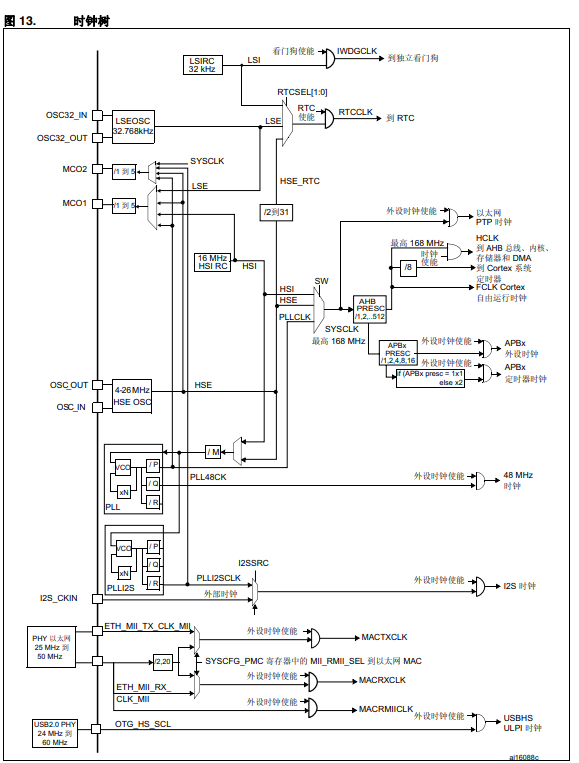 图 13. 时钟树
看门狗使能
IWDGCLK
到独立看门狗
LSIRC
32 kHz
LSI
RTCSEL[1:0]
OSC32_IN
LSEOSC
32.768kHz
LSE
RTC
使能
RTCCLK
到 RTC
OSC32_OUT
SYSCLK
MCO2
/1 到 5
HSE_RTC
LSE
MCO1
/1 到 5
/2到31
外设时钟使能
以太网
PTP 时钟
16 MHz
HSI RC
HSI
最高 168 MHz
时钟
使能
HCLK
到 AHB 总线、内核、
存储器和 DMA
/8
到 Cortex 系统
定时器
SW
HSI
HSE
PLLCLK
SYSCLK
最高 168 MHz
AHB
PRESC
/1,2,..512
FCLK Cortex
自由运行时钟
APBx
PRESC
/1,2,4,8,16
外设时钟使能
APBx
外设时钟
外设时钟使能
if (APBx presc = 1x1
else x2
APBx
定时器时钟
OSC_OUT
4-26 MHz
HSE OSC
HSE
OSC_IN
/ M
VCO
xN
/ P
/ Q
/ R
PLL
PLL48CK
外设时钟使能
48 MHz
时钟
VCO
xN
/ P
/ Q
/ R
PLLI2S
I2SSRC
PLLI2SCLK
外部时钟
外设时钟使能
I2S 时钟
I2S_CKIN
ETH_MII_TX_CLK_MII
外设时钟使能
MACTXCLK
PHY 以太网
25 MHz 到
50 MHz
/2,20
SYSCFG_PMC 寄存器中的 MII_RMII_SEL 到以太网 MAC
外设时钟使能
MACRXCLK
ETH_MII_RX_
CLK_MII
外设时钟使能
MACRMIICLK
USB2.0 PHY
24 MHz 到
60 MHz
OTG_HS_SCL
外设时钟使能
USBHS
ULPI 时钟
ai16088c